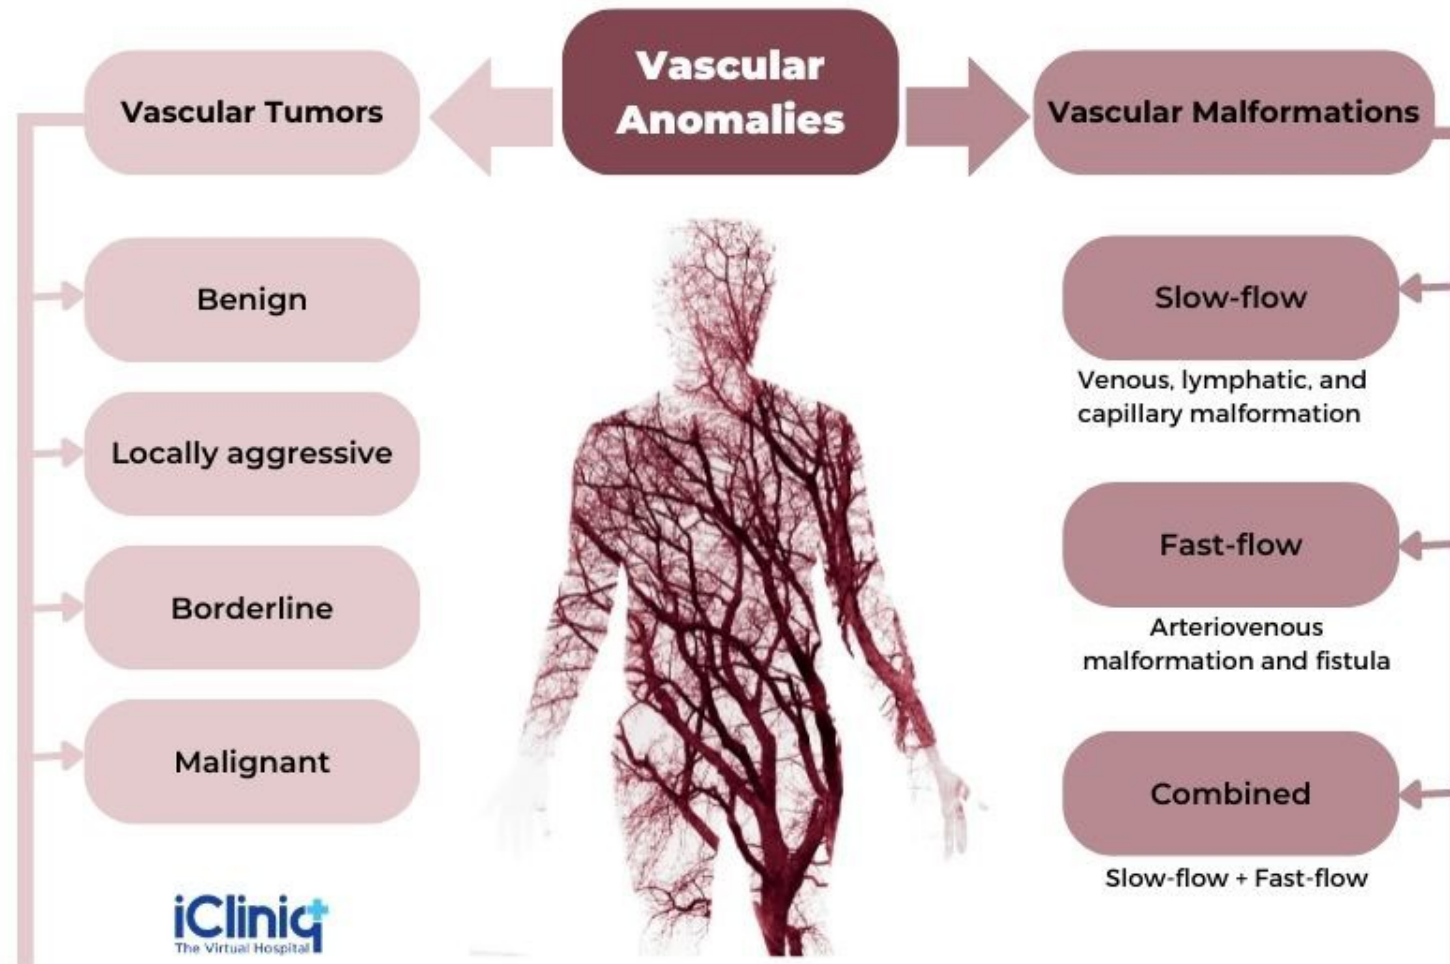 Vascular
Anomalies
Vascular Tumors
Vascular Malformations
Benign
Locally aggressive
Borderline
Malignant
Slow-flow
Venous, lymphatic, and
capillary malformation
Fast-flow
Arteriovenous
malformation and fistula
Combined
Slow-flow + Fast-flow
iCliniq
The Virtual Hospital